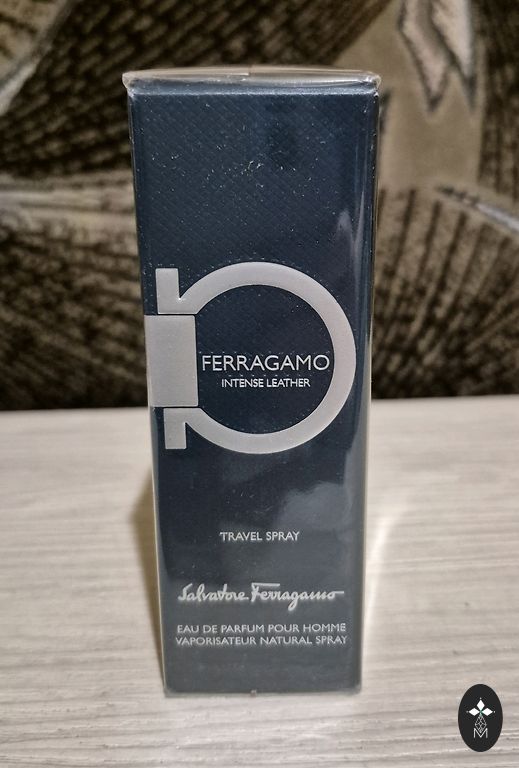 FERRAGAMO
INTENSE LEATHER
TRAVEL SPRAY
Salvatore Ferragamo
EAU DE PARFUM POUR HOMME
VAPORISATEUR NATURAL SPRAY
M